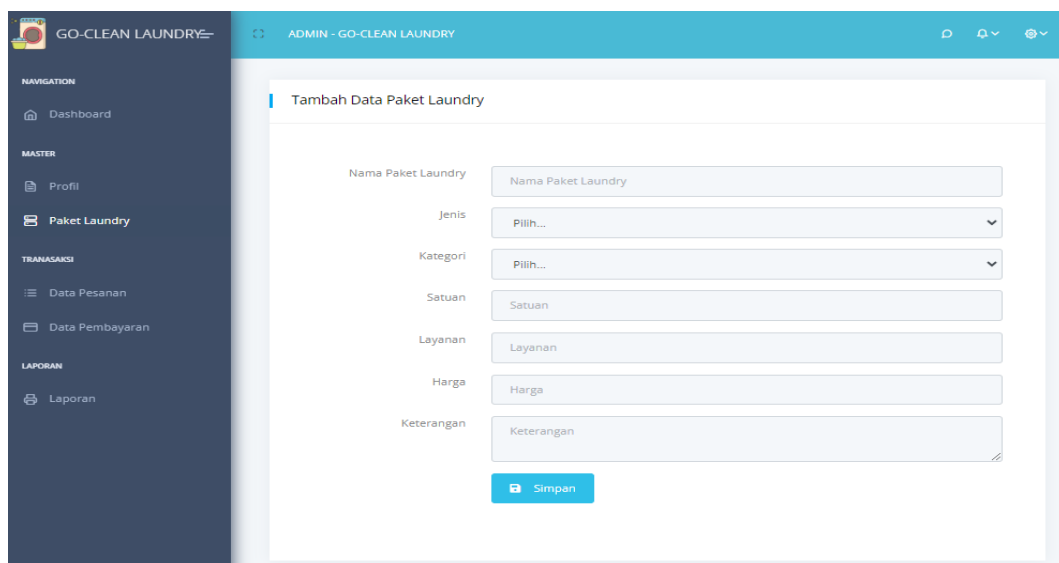 GO-CLEAN LAUNDRY
ADMIN - GO-CLEAN LAUNDRY
NAVIGATION
Dashboard
MASTER
Profil
Paket Laundry
TRANASAKSI
Data Pesanan
Data Pembayaran
LAPORAN
Laporan
Tambah Data Paket Laundry
Nama Paket Laundry
Nama Paket Laundry
Jenis
Pilih...
Kategori
Pilih...
Satuan
Satuan
Layanan
Layanan
Harga
Harga
Keterangan
Keterangan
Simpan